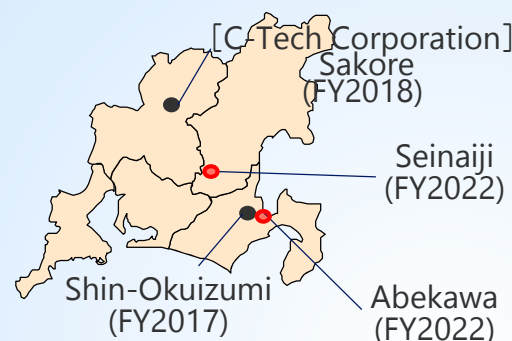 [C-Tech Corporation]
Sakore
(FY2018)
Seinaiji
(FY2022)
Shin-Okuizumi
(FY2017)
Abekawa
(FY2022)